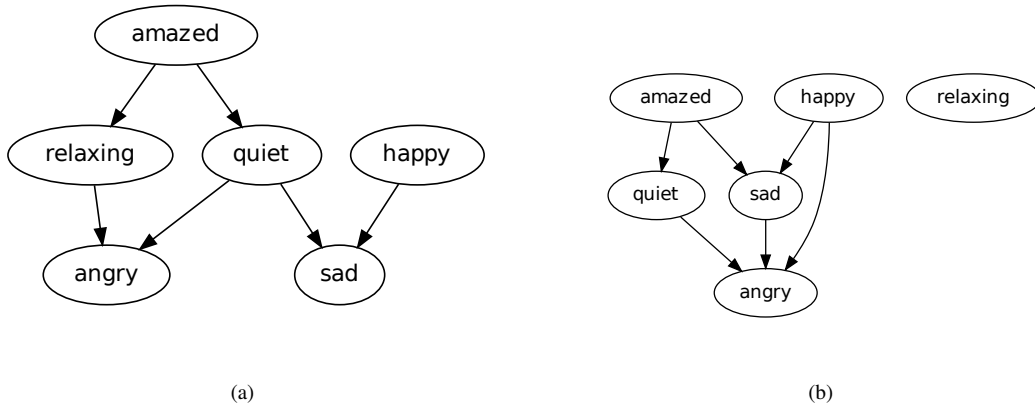 amazed
relaxing
quiet
happy
angry
sad
(a)
amazed
happy
relaxing
quiet
sad
angry
(b)